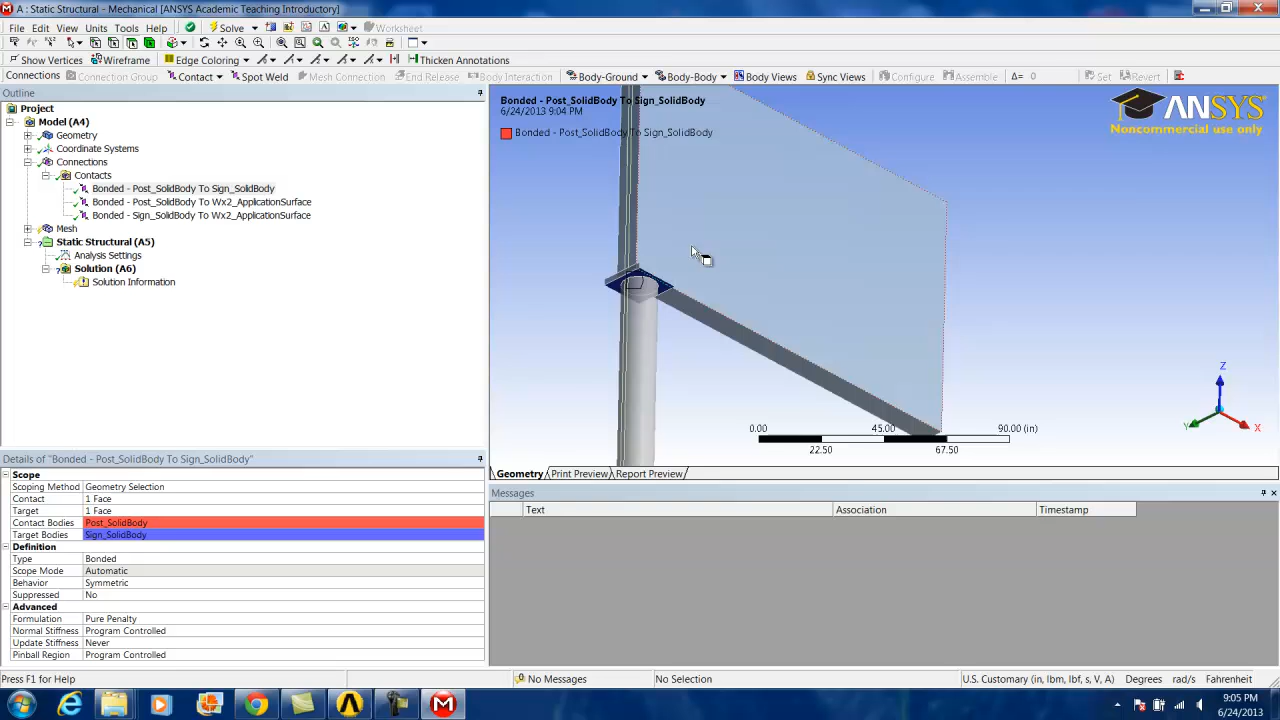 A : Static Structural - Mechanical [ANSYS Academic Teaching Introductory]
File Edit View Units Tools Help Solve Worksheet
Show Vertices Wireframe Edge Coloring Thicken Annotations
Connections Connection Group Contact Spot Weld Mesh Connection End Release Body Interaction Body-Ground Body-Body Body Views Sync Views Configure Assemble Δ= 0 Set Revert
Outline
Project
Model (A4)
Geometry
Coordinate Systems
Connections
Contacts
Bonded - Post_SolidBody To Sign_SolidBody
Bonded - Post_SolidBody To Wx2_ApplicationSurface
Bonded - Sign_SolidBody To Wx2_ApplicationSurface
Mesh
Static Structural (A5)
Analysis Settings
Solution (A6)
Solution Information
Bonded - Post_SolidBody To Sign_SolidBody
6/24/2013 9:04 PM
Bonded - Post_SolidBody To Sign_SolidBody
ANSYS
Noncommercial use only
Z
Y
X
0.00 45.00 90.00 (in)
22.50 67.50
Geometry Print Preview Report Preview
Details of "Bonded - Post_SolidBody To Sign_SolidBody"
Scope
Scoping Method Geometry Selection
Contact 1 Face
Target 1 Face
Contact Bodies Post_SolidBody
Target Bodies Sign_SolidBody
Definition
Type Bonded
Scope Mode Automatic
Behavior Symmetric
Suppressed No
Advanced
Formulation Pure Penalty
Normal Stiffness Program Controlled
Update Stiffness Never
Pinball Region Program Controlled
Messages
Text Association Timestamp
Press F1 for Help No Messages No Selection U.S. Customary (in, lbm, lbf, s, V, A) Degrees rad/s Fahrenheit
9:05 PM
6/24/2013